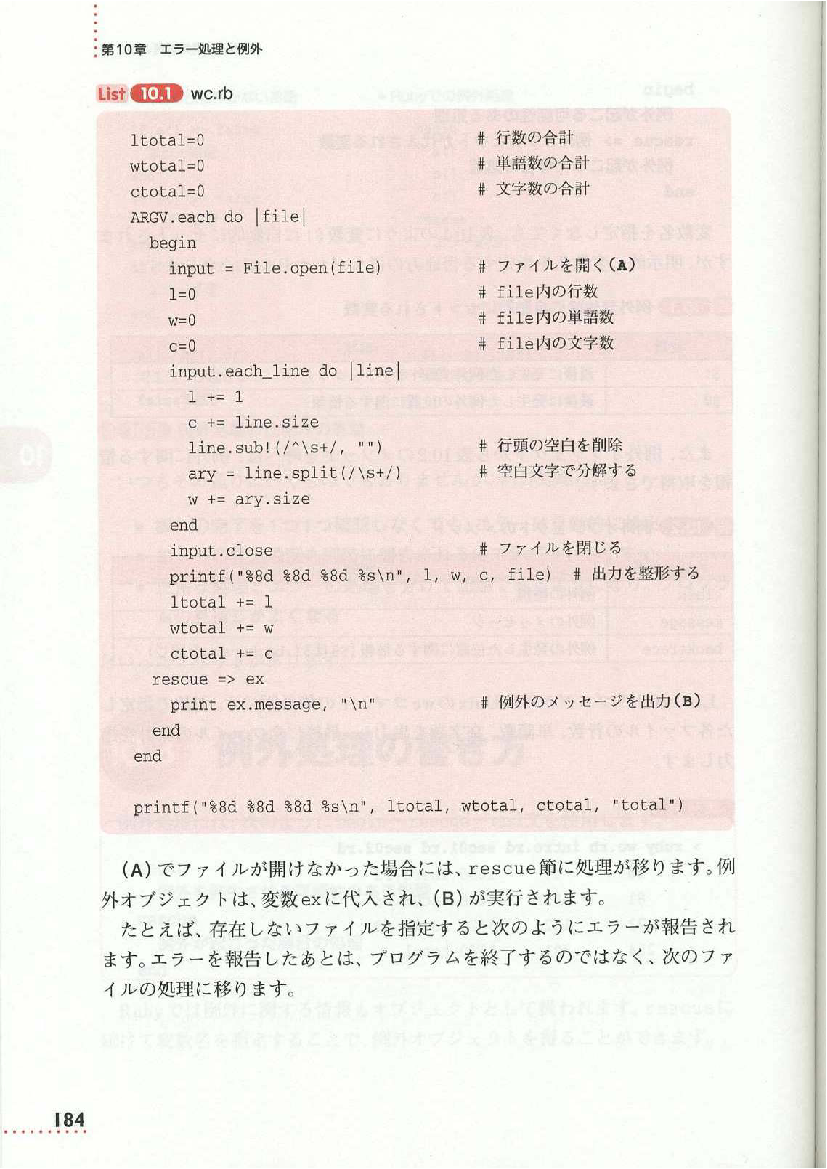 第10章 エラー処理と例外
List 10.1 wc.rb
ltotal=0 # 行数の合計
wtotal=0 # 単語数の合計
ctotal=0 # 文字数の合計
ARGV.each do |file|
begin
input = File.open(file) # ファイルを開く(A)
l=0 # file内の行数
w=0 # file内の単語数
c=0 # file内の文字数
input.each_line do |line|
l += 1
c += line.size
line.sub!(/^\s+/, "") # 行頭の空白を削除
ary = line.split(/\s+/) # 空白文字で分解する
w += ary.size
end
input.close # ファイルを閉じる
printf("%8d %8d %8d %s\n", l, w, c, file) # 出力を整形する
ltotal += l
wtotal += w
ctotal += c
rescue => ex
print ex.message, "\n" # 例外のメッセージを出力(B)
end
end
printf("%8d %8d %8d %s\n", ltotal, wtotal, ctotal, "total")
(A)でファイルが開けなかった場合には、rescue節に処理が移ります。例
外オブジェクトは、変数exに代入され、(B)が実行されます。
たとえば、存在しないファイルを指定すると次のようにエラーが報告され
ます。エラーを報告したあとは、プログラムを終了するのではなく、次のファ
イルの処理に移ります。
184